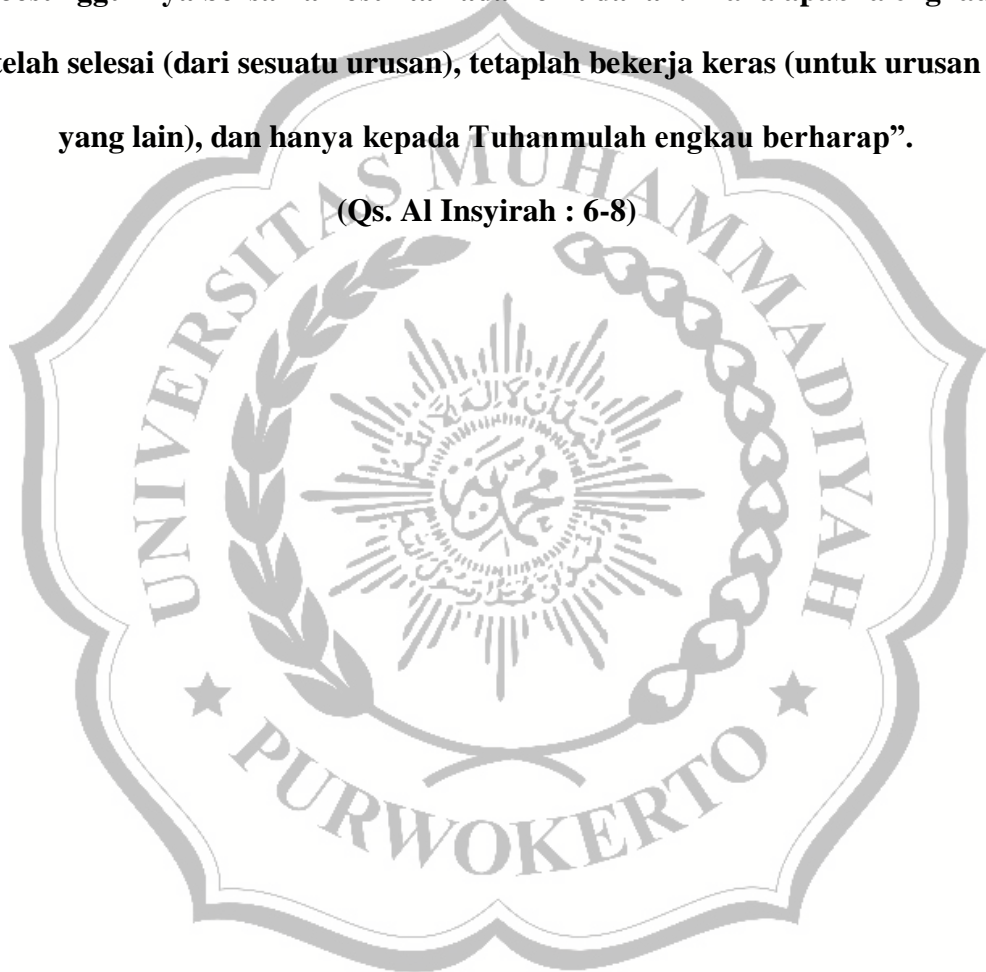 telah selesai (dari sesuatu urusan), tetaplah bekerja keras (untuk urusan
yang lain), dan hanya kepada Tuhanmulah engkau berharap”.
(Qs. Al Insyirah : 6-8)
UNIVERSITAS MUHAMMADIYAH
PURWOKERTO